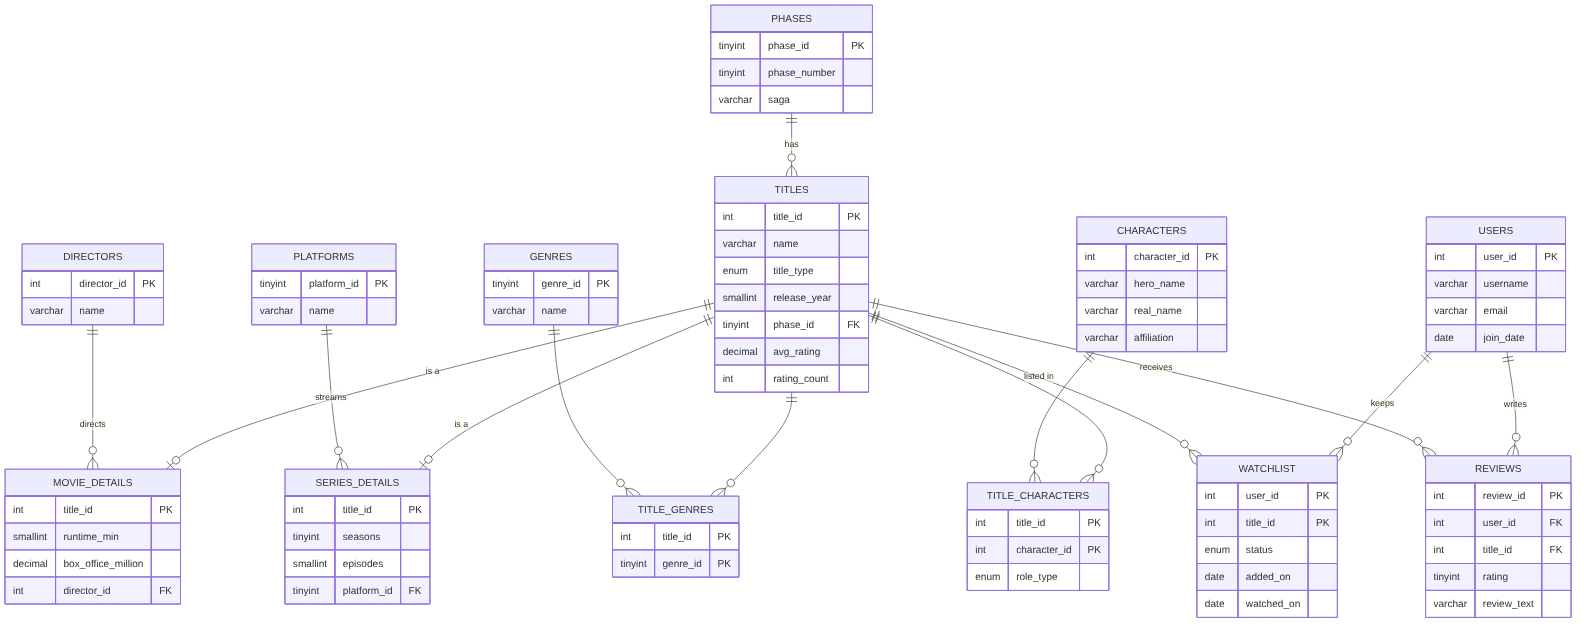 PHASES
tinyint phase_id PK
tinyint phase_number
varchar saga
has
TITLES
int title_id PK
varchar name
enum title_type
smallint release_year
tinyint phase_id FK
decimal avg_rating
int rating_count
DIRECTORS
int director_id PK
varchar name
PLATFORMS
tinyint platform_id PK
varchar name
GENRES
tinyint genre_id PK
varchar name
CHARACTERS
int character_id PK
varchar hero_name
varchar real_name
varchar affiliation
USERS
int user_id PK
varchar username
varchar email
date join_date
directs
streams
is a
is a
listed in
receives
keeps
writes
MOVIE_DETAILS
int title_id PK
smallint runtime_min
decimal box_office_million
int director_id FK
SERIES_DETAILS
int title_id PK
tinyint seasons
smallint episodes
tinyint platform_id FK
TITLE_GENRES
int title_id PK
tinyint genre_id PK
TITLE_CHARACTERS
int title_id PK
int character_id PK
enum role_type
WATCHLIST
int user_id PK
int title_id PK
enum status
date added_on
date watched_on
REVIEWS
int review_id PK
int user_id FK
int title_id FK
tinyint rating
varchar review_text